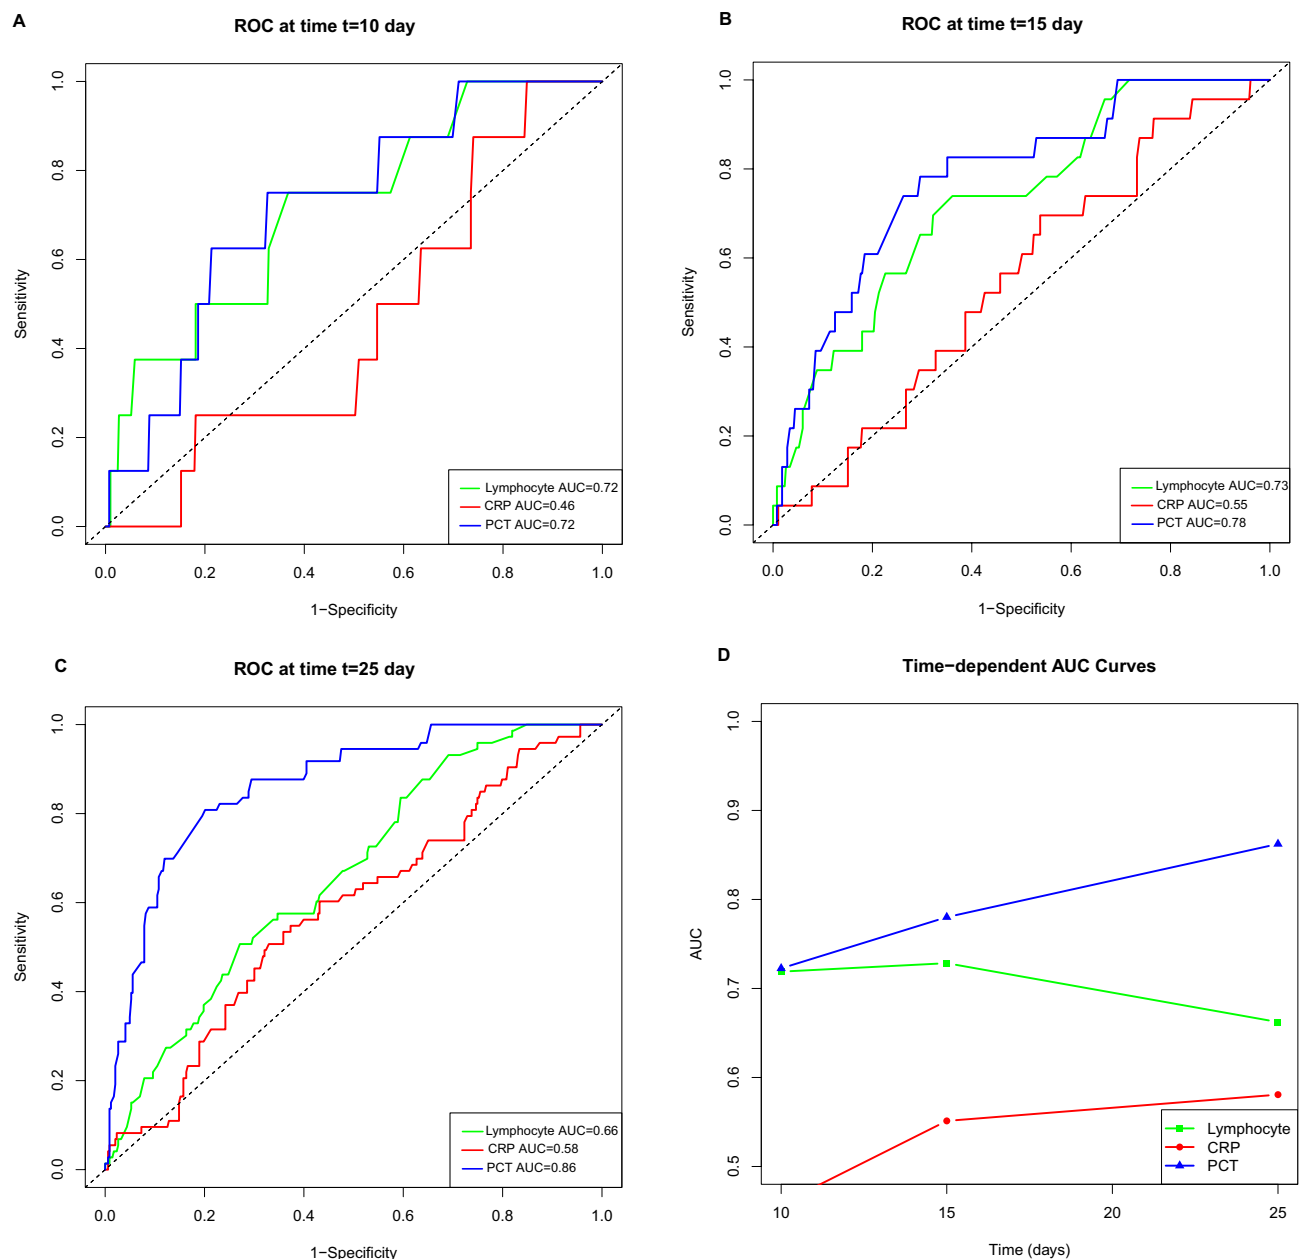 A
ROC at time t=10 day
1.0
0.8
0.6
0.4
0.2
0.0
Sensitivity
Lymphocyte AUC=0.72
CRP AUC=0.46
PCT AUC=0.72
0.0 0.2 0.4 0.6 0.8 1.0
1−Specificity
B
ROC at time t=15 day
1.0
0.8
0.6
0.4
0.2
0.0
Sensitivity
Lymphocyte AUC=0.73
CRP AUC=0.55
PCT AUC=0.78
0.0 0.2 0.4 0.6 0.8 1.0
1−Specificity
C
ROC at time t=25 day
1.0
0.8
0.6
0.4
0.2
0.0
Sensitivity
Lymphocyte AUC=0.66
CRP AUC=0.58
PCT AUC=0.86
0.0 0.2 0.4 0.6 0.8 1.0
1−Specificity
D
Time−dependent AUC Curves
1.0
0.9
0.8
0.7
0.6
0.5
AUC
Lymphocyte
CRP
PCT
10 15 20 25
Time (days)